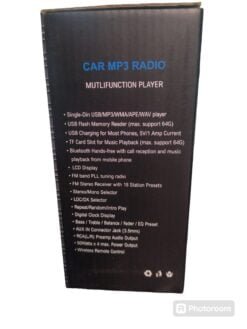 CAR MP3 RADIO
MUTLIFUNCTION PLAYER
•Single-Din USB/MP3/WMA/APE/WAV player
• USB Flash Memory Reader (max. support 64G)
• USB Charging for Most Phones, 5V/1 Amp Current
• TF Card Slot for Music Playback (max. support 64G)
• Bluetooth Hands-free with call reception and music
playback from mobile phone
• LCD Display
• FM band PLL tuning radio
• FM Stereo Receiver with 18 Station Presets
• Stereo/Mono Selector
• LOC/DX Selector
• Repeat/Random/Intro Play
• Digital Clock Display
• Bass / Treble / Balance / Fader / EQ Preset
• AUX IN Connector Jack (3.5mm)
• RCA(L/R) Preamp Audio Output
• 50Watts x 4 max. Power Output
• Wireless Remote Control
Photoroom